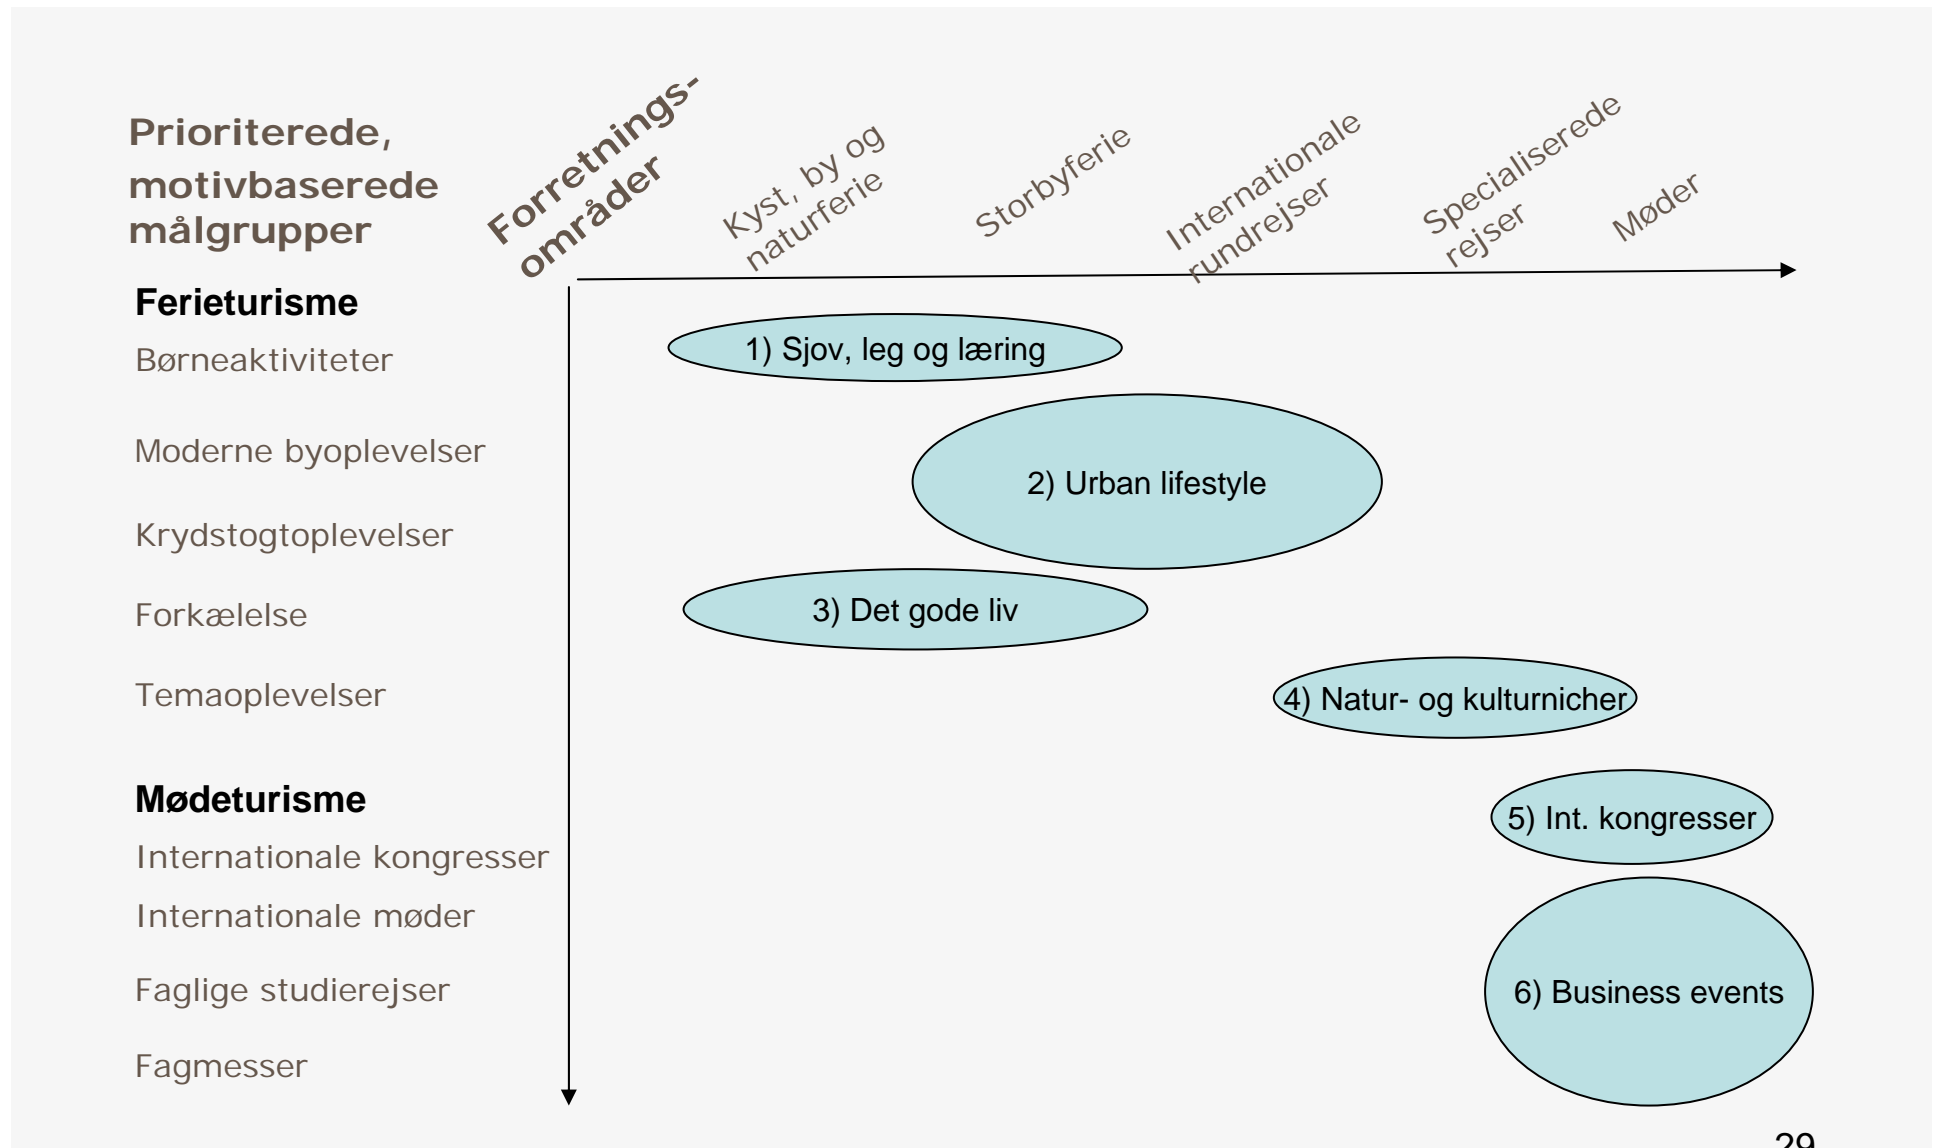 Prioriterede,
motivbaserede
målgrupper
Forretnings-
områder
Kyst, by og
naturferie
Storbyferie
Internationale
rundrejser
Specialiserede
rejser
Møder
Ferieturisme
Børneaktiviteter
1) Sjov, leg og læring
Moderne byoplevelser
2) Urban lifestyle
Krydstogtoplevelser
Forkælelse
3) Det gode liv
Temaoplevelser
4) Natur- og kulturnicher
Mødeturisme
5) Int. kongresser
Internationale kongresser
Internationale møder
Faglige studierejser
6) Business events
Fagmesser
29